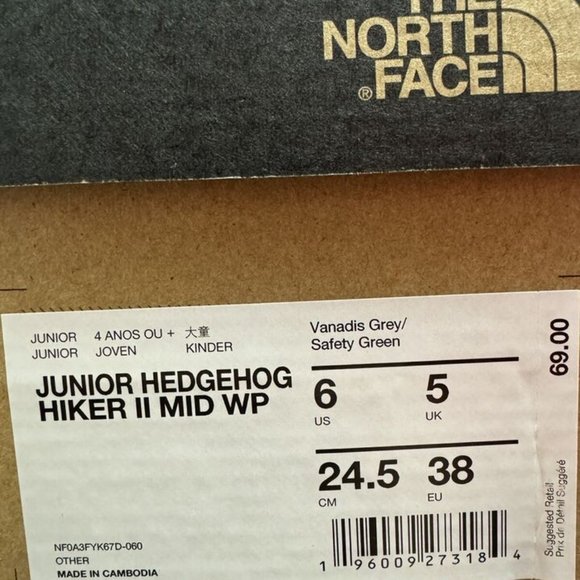 THE
NORTH
FACE
®
JUNIOR 4 ANOS OU + 大童
JUNIOR JOVEN KINDER
JUNIOR HEDGEHOG
HIKER II MID WP
Vanadis Grey/
Safety Green
6 5
US UK
24.5 38
CM EU
69.00
Suggested Retail
Prix de Détail Suggéré
NF0A3FYK67D-060
OTHER
MADE IN CAMBODIA
1 96009 27318 4